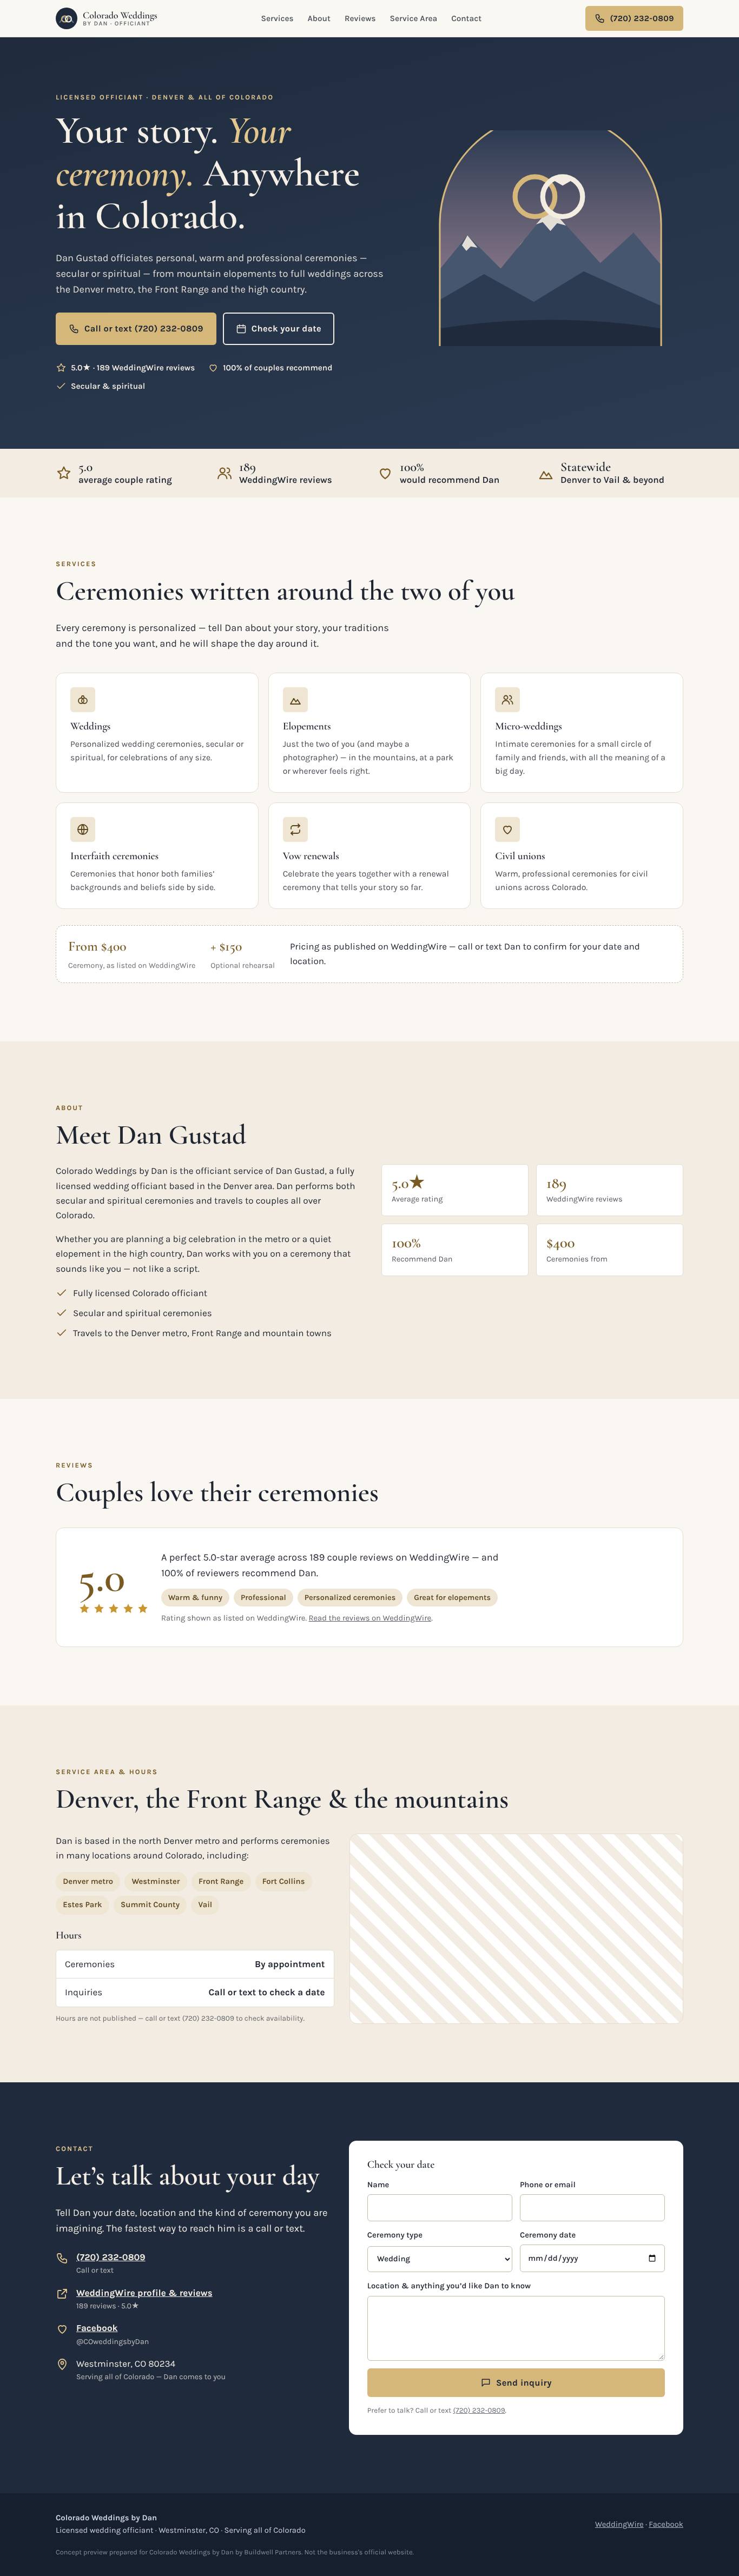 Colorado Weddings
BY DAN · OFFICIANT
Services
About
Reviews
Service Area
Contact
(720) 232-0809
LICENSED OFFICIANT · DENVER & ALL OF COLORADO
Your story. Your
ceremony. Anywhere
in Colorado.
Dan Gustad officiates personal, warm and professional ceremonies —
secular or spiritual — from mountain elopements to full weddings across
the Denver metro, the Front Range and the high country.
Call or text (720) 232-0809
Check your date
5.0★ · 189 WeddingWire reviews
100% of couples recommend
Secular & spiritual
5.0
average couple rating
189
WeddingWire reviews
100%
would recommend Dan
Statewide
Denver to Vail & beyond
SERVICES
Ceremonies written around the two of you
Every ceremony is personalized — tell Dan about your story, your traditions
and the tone you want, and he will shape the day around it.
Weddings
Personalized wedding ceremonies, secular or
spiritual, for celebrations of any size.
Elopements
Just the two of you (and maybe a
photographer) — in the mountains, at a park
or wherever feels right.
Micro-weddings
Intimate ceremonies for a small circle of
family and friends, with all the meaning of a
big day.
Interfaith ceremonies
Ceremonies that honor both families’
backgrounds and beliefs side by side.
Vow renewals
Celebrate the years together with a renewal
ceremony that tells your story so far.
Civil unions
Warm, professional ceremonies for civil
unions across Colorado.
From $400
Ceremony, as listed on WeddingWire
+ $150
Optional rehearsal
Pricing as published on WeddingWire — call or text Dan to confirm for your date and
location.
ABOUT
Meet Dan Gustad
Colorado Weddings by Dan is the officiant service of Dan Gustad, a fully
licensed wedding officiant based in the Denver area. Dan performs both
secular and spiritual ceremonies and travels to couples all over
Colorado.
Whether you are planning a big celebration in the metro or a quiet
elopement in the high country, Dan works with you on a ceremony that
sounds like you — not like a script.
Fully licensed Colorado officiant
Secular and spiritual ceremonies
Travels to the Denver metro, Front Range and mountain towns
5.0★
Average rating
189
WeddingWire reviews
100%
Recommend Dan
$400
Ceremonies from
REVIEWS
Couples love their ceremonies
5.0
★★★★★
A perfect 5.0-star average across 189 couple reviews on WeddingWire — and
100% of reviewers recommend Dan.
Warm & funny
Professional
Personalized ceremonies
Great for elopements
Rating shown as listed on WeddingWire. Read the reviews on WeddingWire.
SERVICE AREA & HOURS
Denver, the Front Range & the mountains
Dan is based in the north Denver metro and performs ceremonies
in many locations around Colorado, including:
Denver metro
Westminster
Front Range
Fort Collins
Estes Park
Summit County
Vail
Hours
Ceremonies
By appointment
Inquiries
Call or text to check a date
Hours are not published — call or text (720) 232-0809 to check availability.
CONTACT
Let’s talk about your day
Tell Dan your date, location and the kind of ceremony you are
imagining. The fastest way to reach him is a call or text.
(720) 232-0809
Call or text
WeddingWire profile & reviews
189 reviews · 5.0★
Facebook
@COweddingsbyDan
Westminster, CO 80234
Serving all of Colorado — Dan comes to you
Check your date
Name
Phone or email
Ceremony type
Ceremony date
Wedding
mm/dd/yyyy
Location & anything you’d like Dan to know
Send inquiry
Prefer to talk? Call or text (720) 232-0809.
Colorado Weddings by Dan
Licensed wedding officiant · Westminster, CO · Serving all of Colorado
WeddingWire · Facebook
Concept preview prepared for Colorado Weddings by Dan by Buildwell Partners. Not the business's official website.